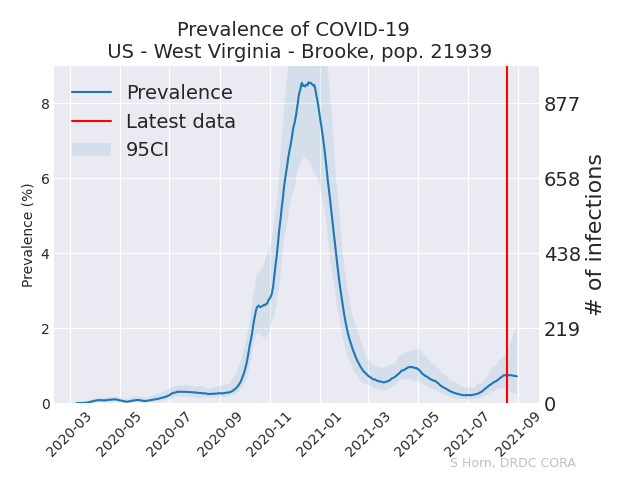 Prevalence of COVID-19
US - West Virginia - Brooke, pop. 21939
Prevalence
Latest data
95CI
Prevalence (%)
8
6
4
2
0
877
658
438
219
0
# of infections
2020-03
2020-05
2020-07
2020-09
2020-11
2021-01
2021-03
2021-05
2021-07
2021-09
S Horn, DRDC CORA